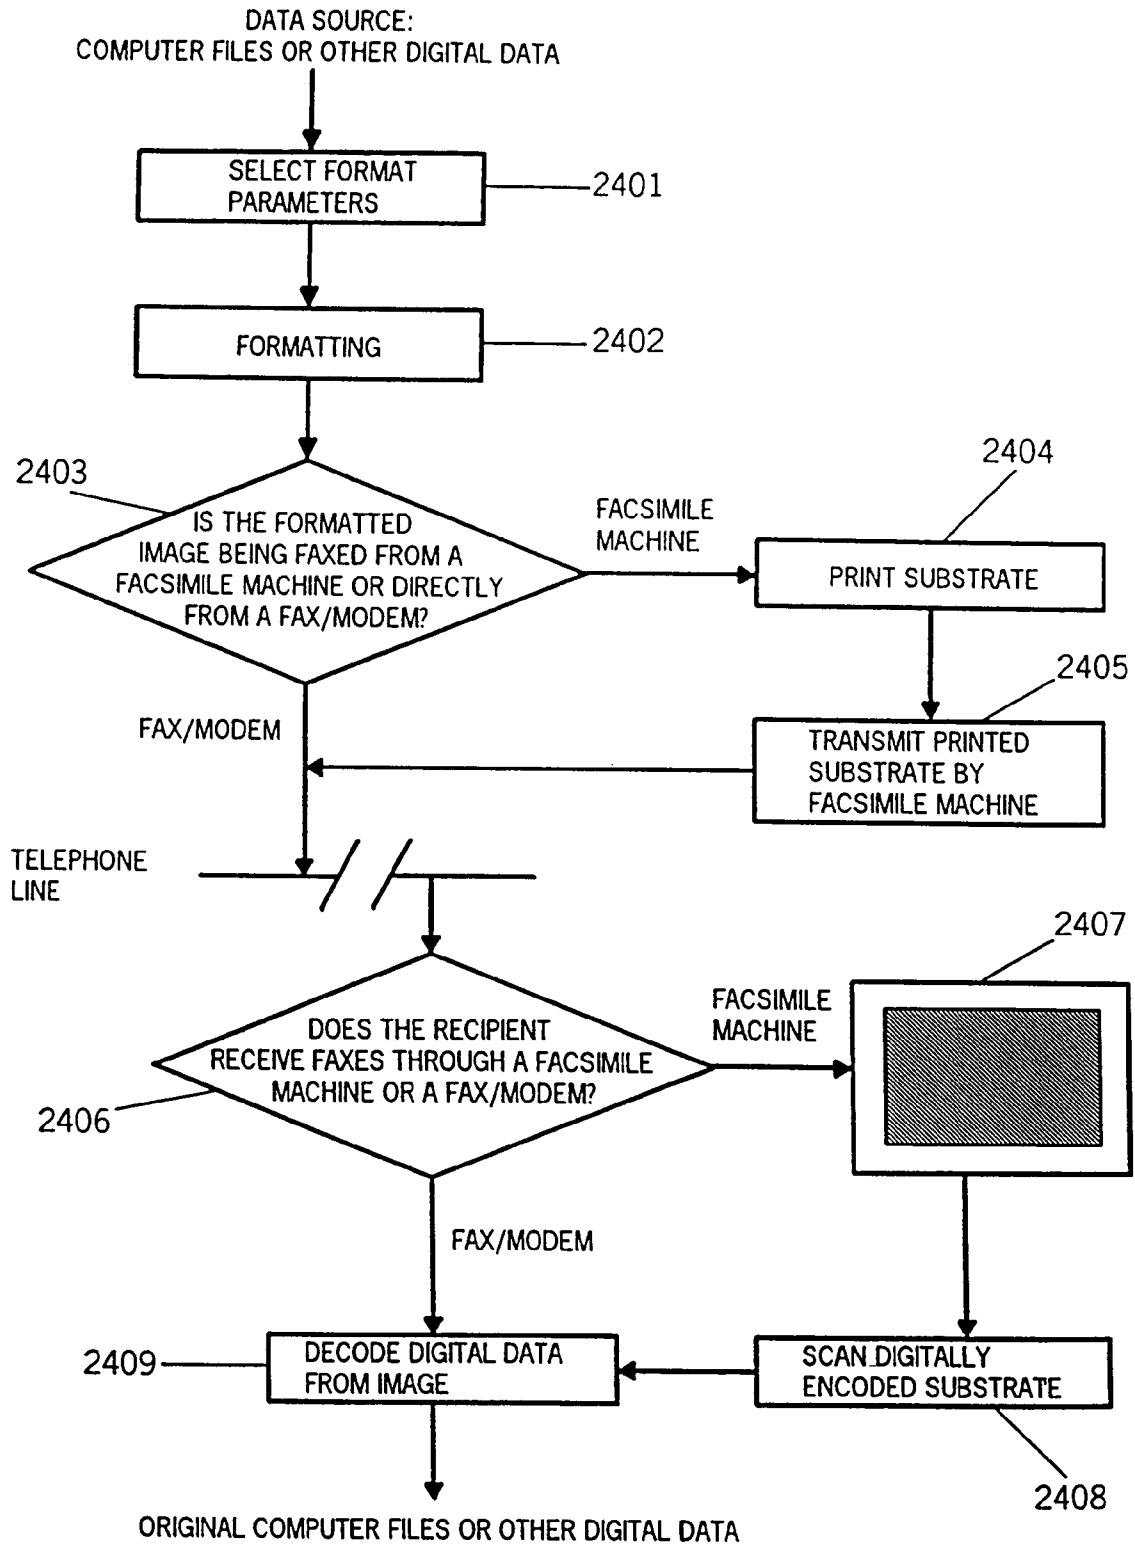 DATA SOURCE:
COMPUTER FILES OR OTHER DIGITAL DATA
SELECT FORMAT
PARAMETERS
2401
FORMATTING
2402
2403
IS THE FORMATTED
IMAGE BEING FAXED FROM A
FACSIMILE MACHINE OR DIRECTLY
FROM A FAX/MODEM?
FACSIMILE
MACHINE
2404
PRINT SUBSTRATE
2405
TRANSMIT PRINTED
SUBSTRATE BY
FACSIMILE MACHINE
FAX/MODEM
TELEPHONE
LINE
2406
DOES THE RECIPIENT
RECEIVE FAXES THROUGH A FACSIMILE
MACHINE OR A FAX/MODEM?
FACSIMILE
MACHINE
2407
FAX/MODEM
2409
DECODE DIGITAL DATA
FROM IMAGE
SCAN DIGITALLY
ENCODED SUBSTRATE
2408
ORIGINAL COMPUTER FILES OR OTHER DIGITAL DATA